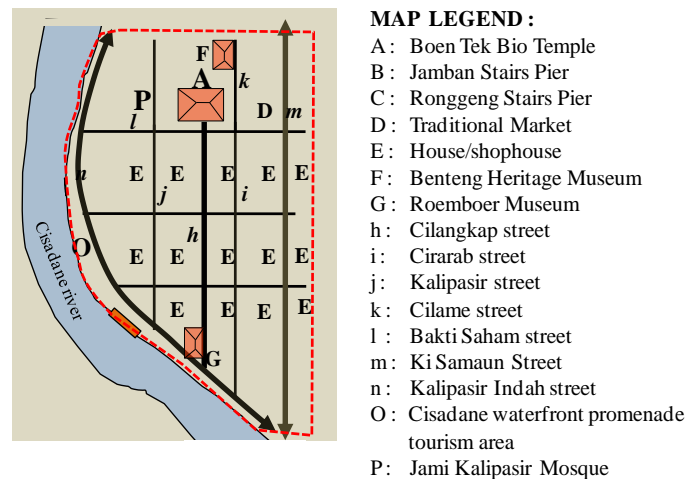 F
A
k
P
D
m
l
n
E
E
E
E
E
j
i
h
O
E
E
E
E
E
Cisadane river
E
E
E
E
G
MAP LEGEND :
A : Boen Tek Bio Temple
B : Jamban Stairs Pier
C : Ronggeng Stairs Pier
D : Traditional Market
E : House/shophouse
F : Benteng Heritage Museum
G : Roemboer Museum
h : Cilangkap street
i : Cirarab street
j : Kalipasir street
k : Cilame street
l : Bakti Saham street
m : Ki Samaun Street
n : Kalipasir Indah street
O : Cisadane waterfront promenade
tourism area
P : Jami Kalipasir Mosque